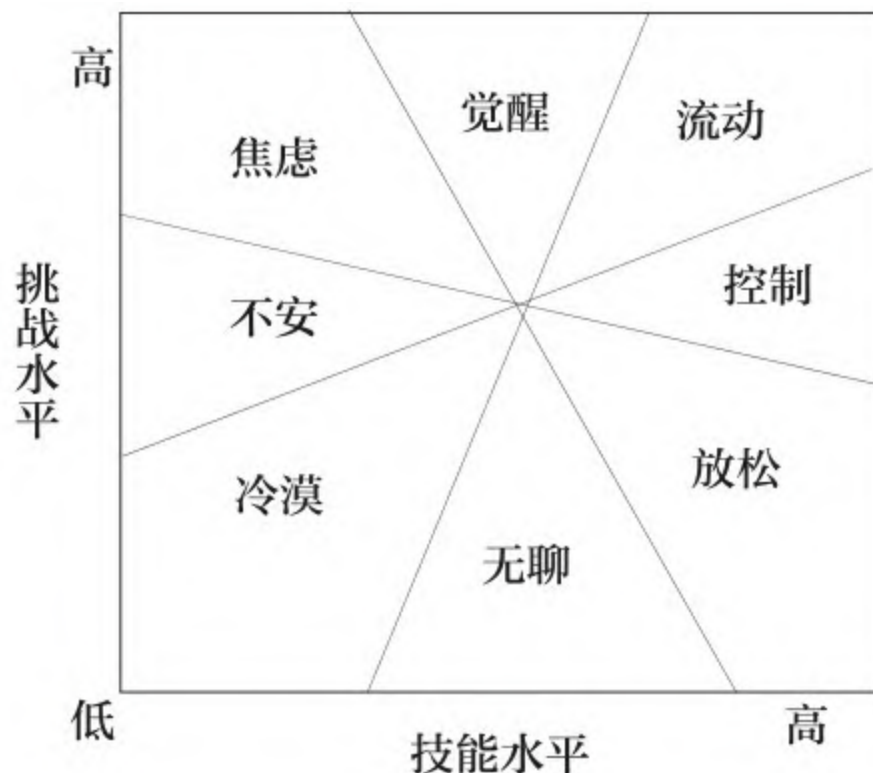 高
觉醒
流动
焦虑
挑战水平
不安
控制
冷漠
放松
无聊
低
高
技能水平